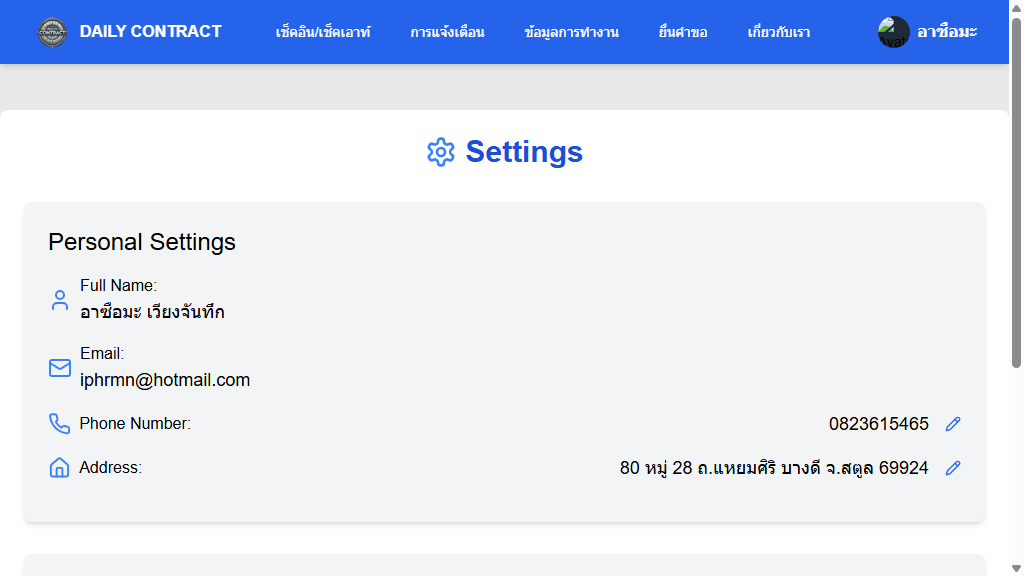 DAILY CONTRACT
เช็คอิน/เช็คเอาท์
การแจ้งเตือน
ข้อมูลการทำงาน
ยื่นคำขอ
เกี่ยวกับเรา
อาซือมะ
Settings
Personal Settings
Full Name:
อาซือมะ เวียงจันทึก
Email:
iphrmn@hotmail.com
Phone Number:
0823615465
Address:
80 หมู่ 28 ถ.แหยมศิริ บางดี จ.สตูล 69924